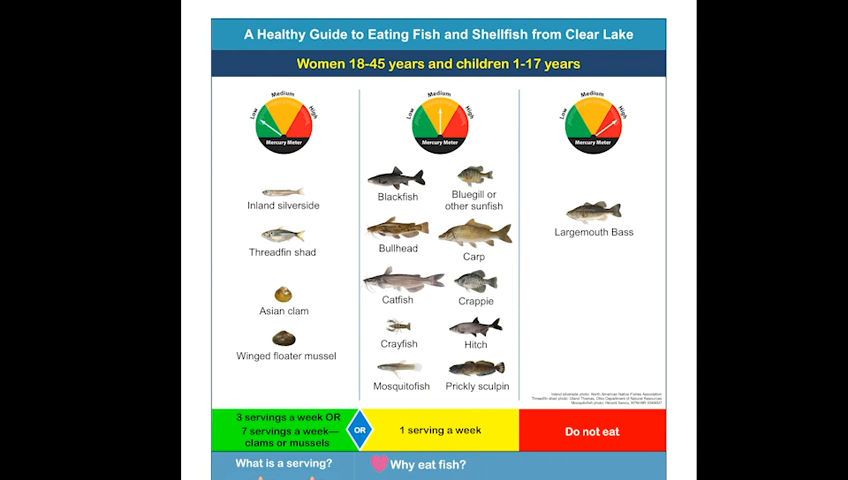 A Healthy Guide to Eating Fish and Shellfish from Clear Lake
Women 18-45 years and children 1-17 years
Low
Medium
High
Mercury Meter
Inland silverside
Threadfin shad
Asian clam
Winged floater mussel
Low
Medium
High
Mercury Meter
Blackfish
Bluegill or
other sunfish
Bullhead
Carp
Catfish
Crappie
Crayfish
Hitch
Mosquitofish
Prickly sculpin
Low
Medium
High
Mercury Meter
Largemouth Bass
3 servings a week OR
7 servings a week—
clams or mussels
OR
1 serving a week
Do not eat
What is a serving?
Why eat fish?